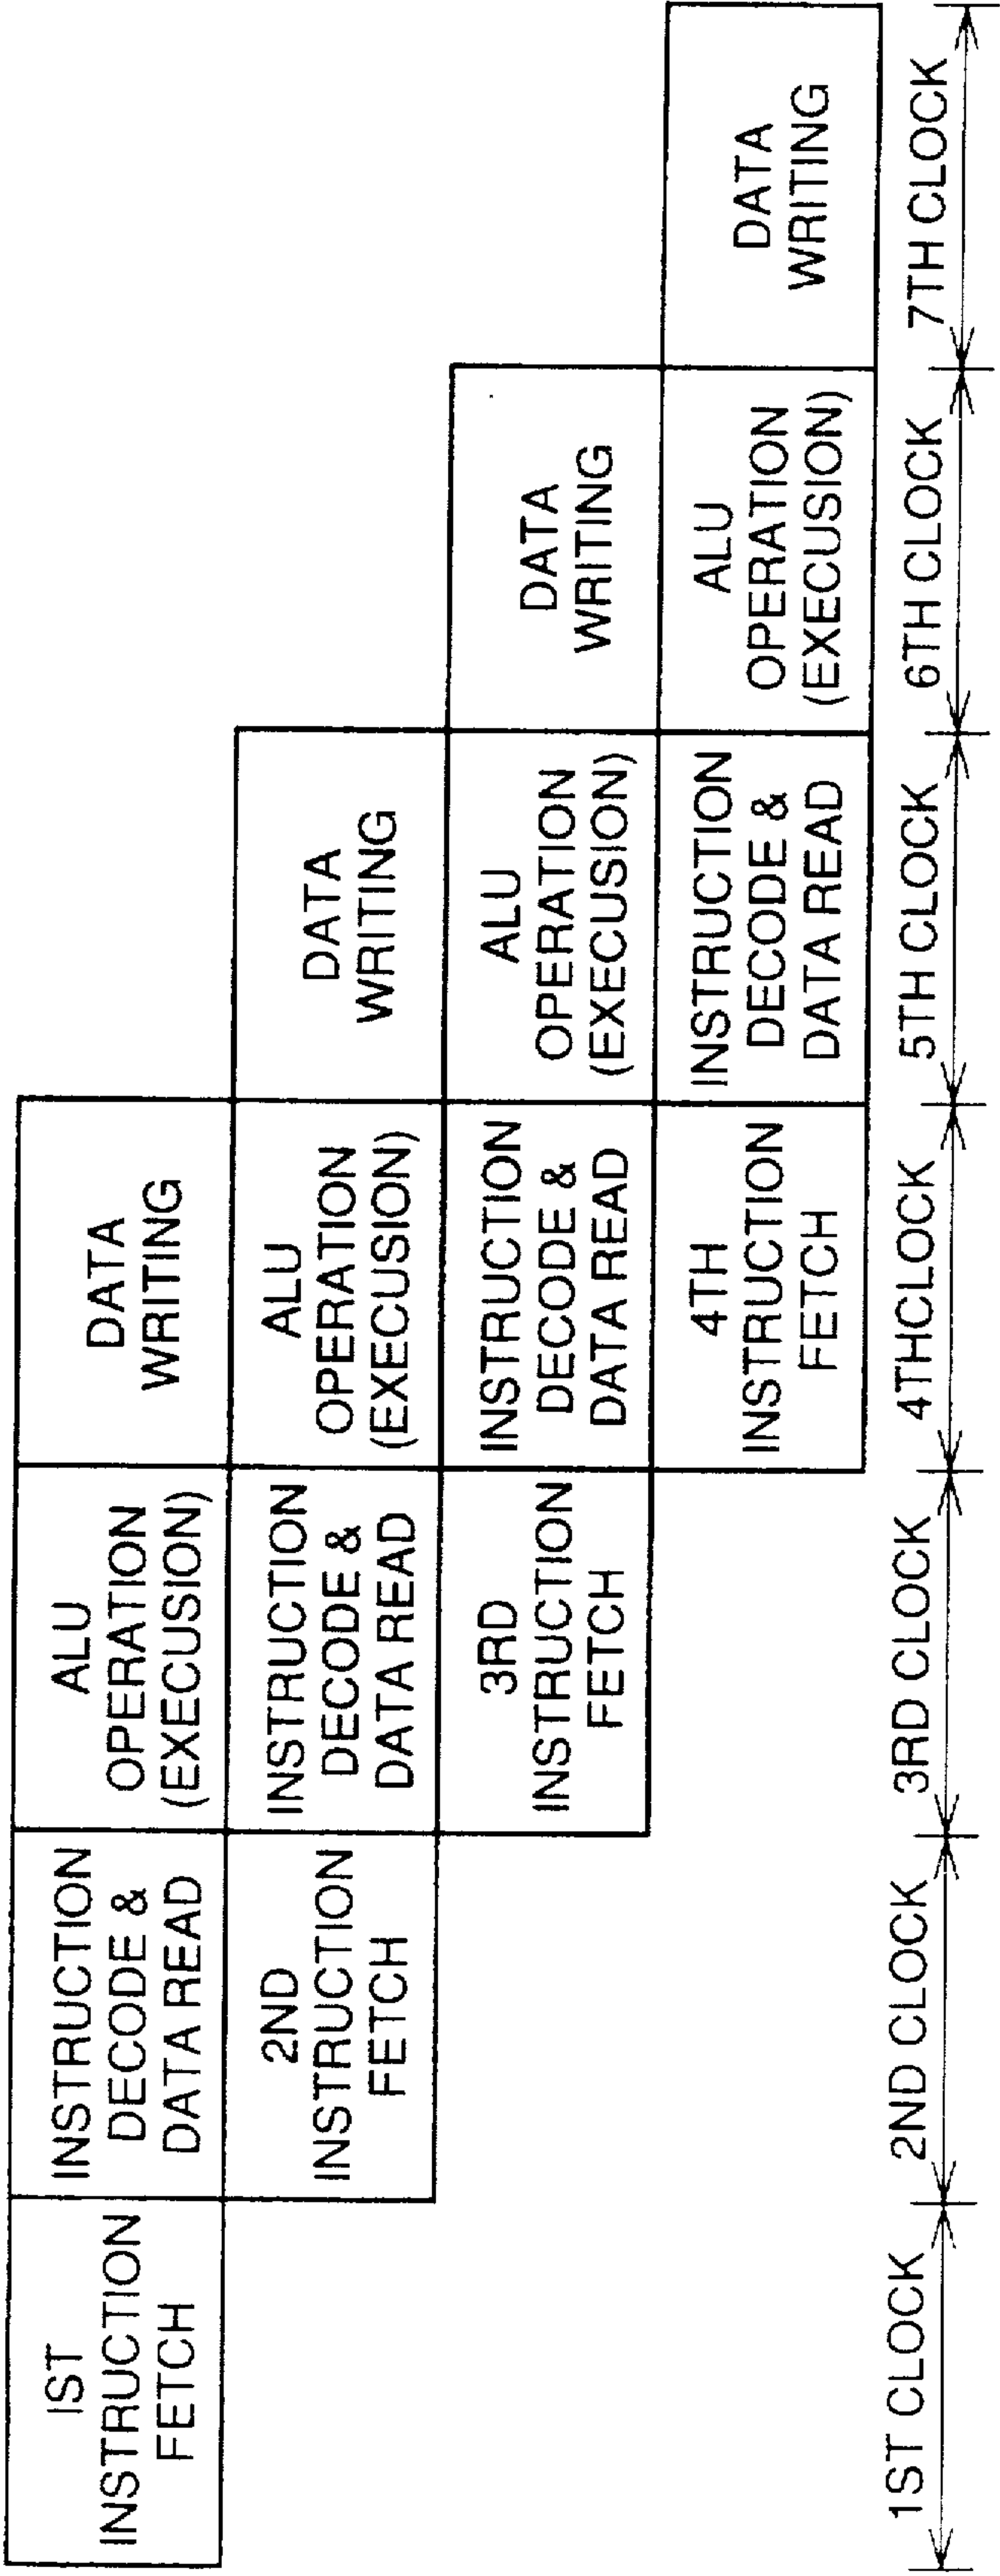 IST
INSTRUCTION
FETCH
INSTRUCTION
DECODE &
DATA READ
ALU
OPERATION
(EXECUSION)
DATA
WRITING
2ND
INSTRUCTION
FETCH
INSTRUCTION
DECODE &
DATA READ
ALU
OPERATION
(EXECUSION)
DATA
WRITING
3RD
INSTRUCTION
FETCH
INSTRUCTION
DECODE &
DATA READ
ALU
OPERATION
(EXECUSION)
DATA
WRITING
4TH
INSTRUCTION
FETCH
INSTRUCTION
DECODE &
DATA READ
ALU
OPERATION
(EXECUSION)
DATA
WRITING
1ST CLOCK
2ND CLOCK
3RD CLOCK
4THCLOCK
5TH CLOCK
6TH CLOCK
7TH CLOCK